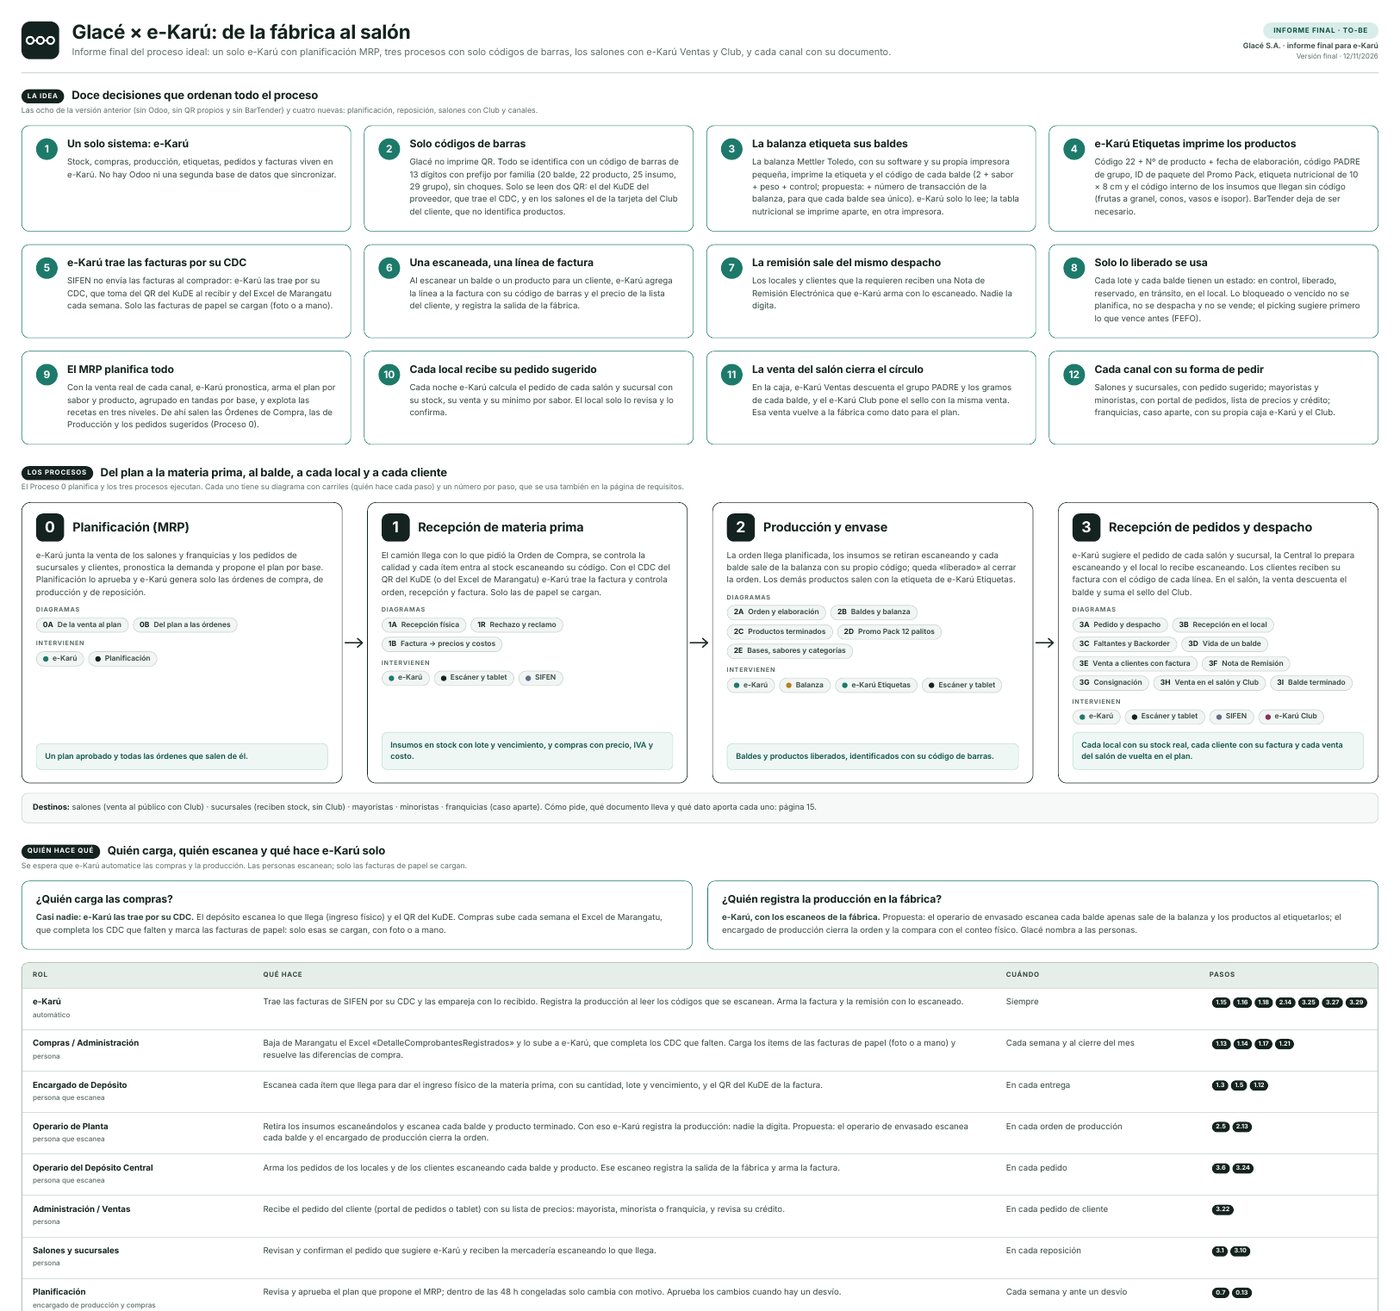 Glacé × e-Karú: de la fábrica al salón
Informe final del proceso ideal: un solo e-Karú con planificación MRP, tres procesos con solo códigos de barras, los salones con e-Karú Ventas y Club, y cada canal con su documento.
INFORME FINAL · TO-BE
Glacé S.A. · informe final para e-Karú
Versión final · 12/11/2026
LA IDEA
Doce decisiones que ordenan todo el proceso
Las ocho de la versión anterior (sin Odoo, sin QR propios y sin BarTender) y cuatro nuevas: planificación, reposición, salones con Club y canales.
1
Un solo sistema: e-Karú
Stock, compras, producción, etiquetas, pedidos y facturas viven en
e-Karú. No hay Odoo ni una segunda base de datos que sincronizar.
2
Solo códigos de barras
Glacé no imprime QR. Todo se identifica con un código de barras de
13 dígitos con prefijo por familia (20 balde, 22 producto, 25 insumo,
29 grupo), sin choques. Solo se leen dos QR: el del KuDE del
proveedor, que trae el CDC, y en los salones el de la tarjeta del Club
del cliente, que no identifica productos.
3
La balanza etiqueta sus baldes
La balanza Mettler Toledo, con su software y su propia impresora
pequeña, imprime la etiqueta y el código de cada balde (2 + sabor
+ peso + control; propuesta: + número de transacción de la
balanza, para que cada balde sea único). e-Karú solo lo lee; la tabla
nutricional se imprime aparte, en otra impresora.
4
e-Karú Etiquetas imprime los productos
Código 22 + N° de producto + fecha de elaboración, código PADRE
de grupo, ID de paquete del Promo Pack, etiqueta nutricional de 10
× 8 cm y el código interno de los insumos que llegan sin código
(frutas a granel, conos, vasos e isopor). BarTender deja de ser
necesario.
5
e-Karú trae las facturas por su CDC
SIFEN no envía las facturas al comprador: e-Karú las trae por su
CDC, que toma del QR del KuDE al recibir y del Excel de Marangatu
cada semana. Solo las facturas de papel se cargan (foto o a mano).
6
Una escaneada, una línea de factura
Al escanear un balde o un producto para un cliente, e-Karú agrega
la línea a la factura con su código de barras y el precio de la lista
del cliente, y registra la salida de la fábrica.
7
La remisión sale del mismo despacho
Los locales y clientes que la requieren reciben una Nota de
Remisión Electrónica que e-Karú arma con lo escaneado. Nadie la
digita.
8
Solo lo liberado se usa
Cada lote y cada balde tienen un estado: en control, liberado,
reservado, en tránsito, en el local. Lo bloqueado o vencido no se
planifica, no se despacha y no se vende; el picking sugiere primero
lo que vence antes (FEFO).
9
El MRP planifica todo
Con la venta real de cada canal, e-Karú pronostica, arma el plan por
sabor y producto, agrupado en tandas por base, y explota las
recetas en tres niveles. De ahí salen las Órdenes de Compra, las de
Producción y los pedidos sugeridos (Proceso 0).
10
Cada local recibe su pedido sugerido
Cada noche e-Karú calcula el pedido de cada salón y sucursal con
su stock, su venta y su mínimo por sabor. El local solo lo revisa y lo
confirma.
11
La venta del salón cierra el círculo
En la caja, e-Karú Ventas descuenta el grupo PADRE y los gramos
de cada balde, y el e-Karú Club pone el sello con la misma venta.
Esa venta vuelve a la fábrica como dato para el plan.
12
Cada canal con su forma de pedir
Salones y sucursales, con pedido sugerido; mayoristas y
minoristas, con portal de pedidos, lista de precios y crédito;
franquicias, caso aparte, con su propia caja e-Karú y el Club.
LOS PROCESOS
Del plan a la materia prima, al balde, a cada local y a cada cliente
El Proceso 0 planifica y los tres procesos ejecutan. Cada uno tiene su diagrama con carriles (quién hace cada paso) y un número por paso, que se usa también en la página de requisitos.
0
Planificación (MRP)
e-Karú junta la venta de los salones y franquicias y los pedidos de
sucursales y clientes, pronostica la demanda y propone el plan por base.
Planificación lo aprueba y e-Karú genera solo las órdenes de compra, de
producción y de reposición.
DIAGRAMAS
0A De la venta al plan
0B Del plan a las órdenes
INTERVIENEN
e-Karú
Planificación
Un plan aprobado y todas las órdenes que salen de él.
1
Recepción de materia prima
El camión llega con lo que pidió la Orden de Compra, se controla la
calidad y cada ítem entra al stock escaneando su código. Con el CDC del
QR del KuDE (o del Excel de Marangatu) e-Karú trae la factura y controla
orden, recepción y factura. Solo las de papel se cargan.
DIAGRAMAS
1A Recepción física
1R Rechazo y reclamo
1B Factura → precios y costos
INTERVIENEN
e-Karú
Escáner y tablet
SIFEN
Insumos en stock con lote y vencimiento, y compras con precio, IVA y
costo.
2
Producción y envase
La orden llega planificada, los insumos se retiran escaneando y cada
balde sale de la balanza con su propio código; queda «liberado» al cerrar
la orden. Los demás productos salen con la etiqueta de e-Karú Etiquetas.
DIAGRAMAS
2A Orden y elaboración
2B Baldes y balanza
2C Productos terminados
2D Promo Pack 12 palitos
2E Bases, sabores y categorías
INTERVIENEN
e-Karú
Balanza
e-Karú Etiquetas
Escáner y tablet
Baldes y productos liberados, identificados con su código de barras.
3
Recepción de pedidos y despacho
e-Karú sugiere el pedido de cada salón y sucursal, la Central lo prepara
escaneando y el local lo recibe escaneando. Los clientes reciben su
factura con el código de cada línea. En el salón, la venta descuenta el
balde y suma el sello del Club.
DIAGRAMAS
3A Pedido y despacho
3B Recepción en el local
3C Faltantes y Backorder
3D Vida de un balde
3E Venta a clientes con factura
3F Nota de Remisión
3G Consignación
3H Venta en el salón y Club
3I Balde terminado
INTERVIENEN
e-Karú
Escáner y tablet
SIFEN
e-Karú Club
Cada local con su stock real, cada cliente con su factura y cada venta
del salón de vuelta en el plan.
Destinos: salones (venta al público con Club) · sucursales (reciben stock, sin Club) · mayoristas · minoristas · franquicias (caso aparte). Cómo pide, qué documento lleva y qué dato aporta cada uno: página 15.
QUIÉN HACE QUÉ
Quién carga, quién escanea y qué hace e-Karú solo
Se espera que e-Karú automatice las compras y la producción. Las personas escanean; solo las facturas de papel se cargan.
¿Quién carga las compras?
Casi nadie: e-Karú las trae por su CDC. El depósito escanea lo que llega (ingreso físico) y el QR del KuDE. Compras sube cada semana el Excel de Marangatu,
que completa los CDC que falten y marca las facturas de papel: solo esas se cargan, con foto o a mano.
¿Quién registra la producción en la fábrica?
e-Karú, con los escaneos de la fábrica. Propuesta: el operario de envasado escanea cada balde apenas sale de la balanza y los productos al etiquetarlos; el
encargado de producción cierra la orden y la compara con el conteo físico. Glacé nombra a las personas.
ROL
QUÉ HACE
CUÁNDO
PASOS
e-Karú
automático
Trae las facturas de SIFEN por su CDC y las empareja con lo recibido. Registra la producción al leer los códigos que se escanean. Arma la factura y la remisión con lo escaneado.
Siempre
1.15 1.16 1.18 2.14 3.25 3.27 3.29
Compras / Administración
persona
Baja de Marangatu el Excel «DetalleComprobantesRegistrados» y lo sube a e-Karú, que completa los CDC que falten. Carga los ítems de las facturas de papel (foto o a mano) y
resuelve las diferencias de compra.
Cada semana y al cierre del mes
1.13 1.14 1.17 1.21
Encargado de Depósito
persona que escanea
Escanea cada ítem que llega para dar el ingreso físico de la materia prima, con su cantidad, lote y vencimiento, y el QR del KuDE de la factura.
En cada entrega
1.3 1.5 1.12
Operario de Planta
persona que escanea
Retira los insumos escaneándolos y escanea cada balde y producto terminado. Con eso e-Karú registra la producción: nadie la digita. Propuesta: el operario de envasado escanea
cada balde y el encargado de producción cierra la orden.
En cada orden de producción
2.5 2.13
Operario del Depósito Central
persona que escanea
Arma los pedidos de los locales y de los clientes escaneando cada balde y producto. Ese escaneo registra la salida de la fábrica y arma la factura.
En cada pedido
3.6 3.24
Administración / Ventas
persona
Recibe el pedido del cliente (portal de pedidos o tablet) con su lista de precios: mayorista, minorista o franquicia, y revisa su crédito.
En cada pedido de cliente
3.22
Salones y sucursales
persona
Revisan y confirman el pedido que sugiere e-Karú y reciben la mercadería escaneando lo que llega.
En cada reposición
3.1 3.10
Planificación
encargado de producción y compras
Revisa y aprueba el plan que propone el MRP; dentro de las 48 h congeladas solo cambia con motivo. Aprueba los cambios cuando hay un desvío.
Cada semana y ante un desvío
0.7 0.13